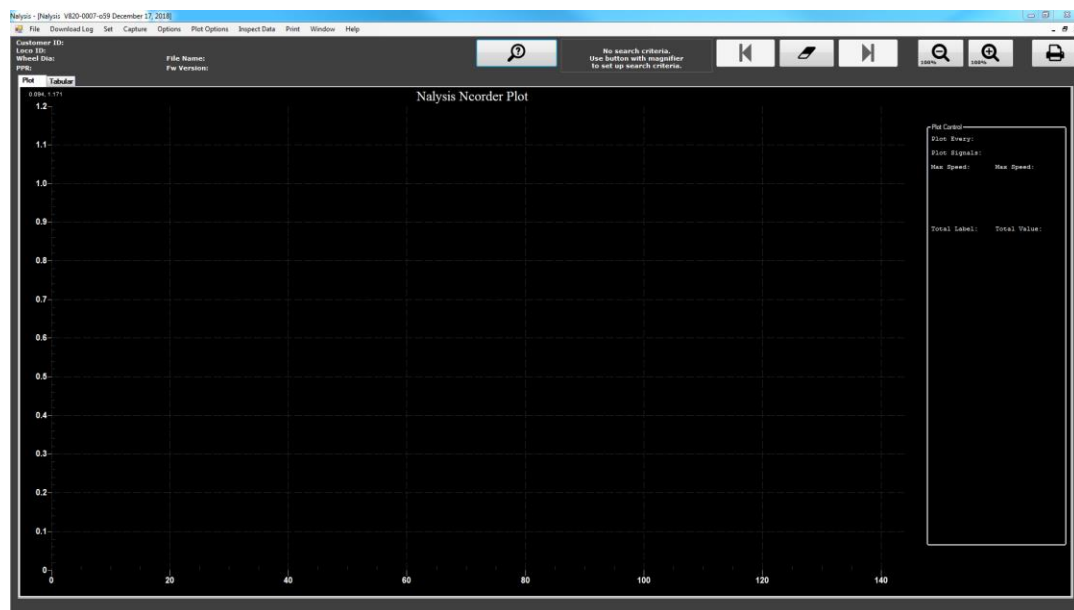 Nalysis - [Nalysis V820-0007-o59 December 17, 2018]
File Download Log Set Capture Options Plot Options Inspect Data Print Window Help
Customer ID:
Loco ID:
Wheel Dia: File Name:
PPR: Fw Version:
No search criteria.
Use button with magnifier
to set up search criteria.
100% 100%
Plot Tabular
0.094, 1.171
Nalysis Ncorder Plot
1.2
1.1
1.0
0.9
0.8
0.7
0.6
0.5
0.4
0.3
0.2
0.1
0
0 20 40 60 80 100 120 140
Plot Control
Plot Every:
Plot Signals:
Max Speed: Max Speed:
Total Label: Total Value: